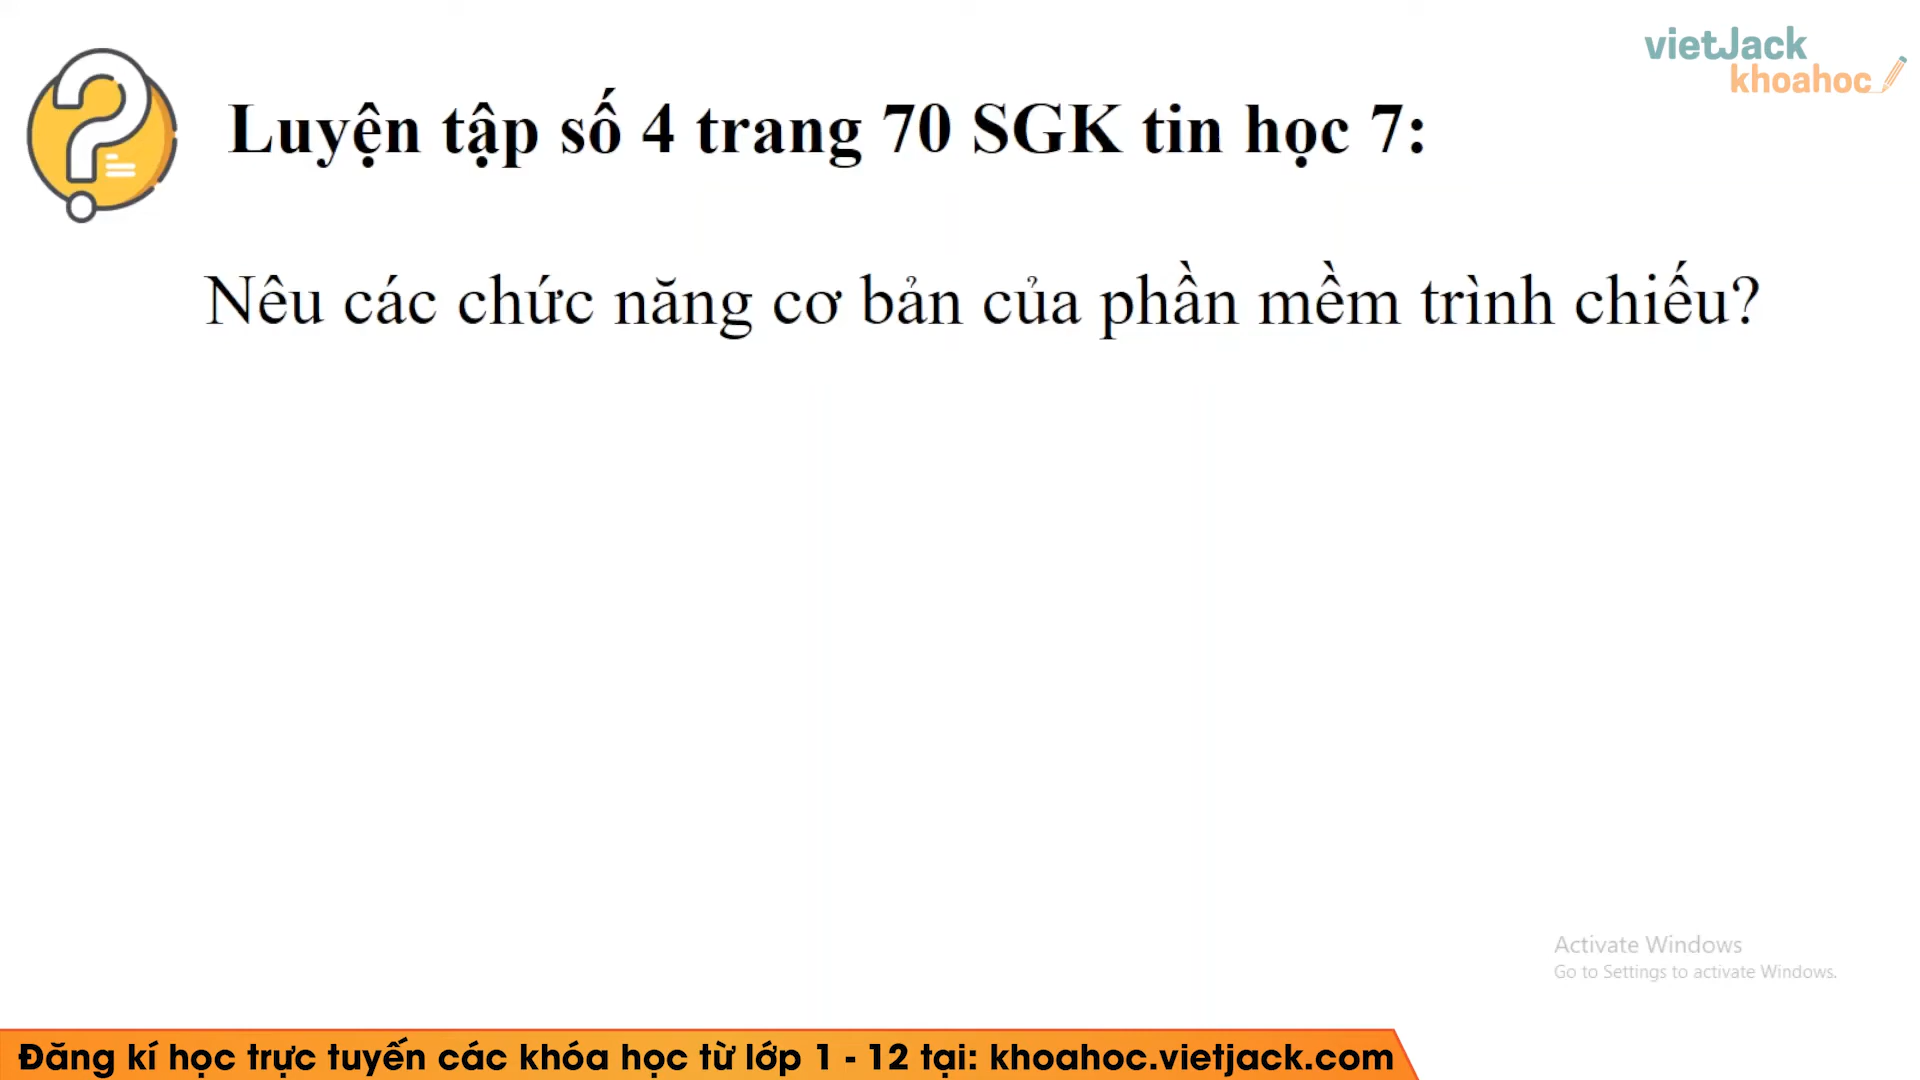 vietJack
khoahoc
Luyện tập số 4 trang 70 SGK tin học 7:
Nêu các chức năng cơ bản của phần mềm trình chiếu?
Activate Windows
Go to Settings to activate Windows.
Đăng kí học trực tuyến các khóa học từ lớp 1 - 12 tại: khoahoc.vietjack.com